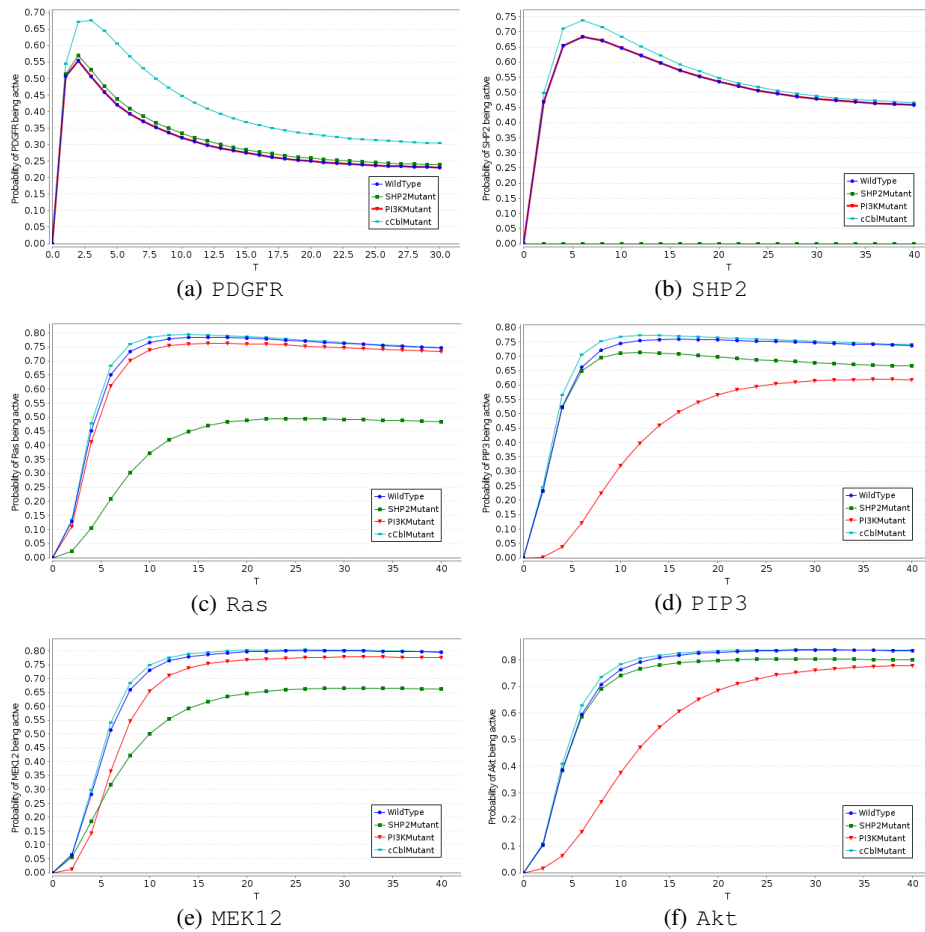 Probability of PDGFR being active
0.70
0.65
0.60
0.55
0.50
0.45
0.40
0.35
0.30
0.25
0.20
0.15
0.10
0.05
0.00
WildType
SHP2Mutant
PI3KMutant
cCblMutant
0.0 2.5 5.0 7.5 10.0 12.5 15.0 17.5 20.0 22.5 25.0 27.5 30.0
T
(a) PDGFR
Probability of SHP2 being active
0.75
0.70
0.65
0.60
0.55
0.50
0.45
0.40
0.35
0.30
0.25
0.20
0.15
0.10
0.05
0.00
WildType
SHP2Mutant
PI3KMutant
cCblMutant
0 5 10 15 20 25 30 35 40
T
(b) SHP2
Probability of Ras being active
0.80
0.75
0.70
0.65
0.60
0.55
0.50
0.45
0.40
0.35
0.30
0.25
0.20
0.15
0.10
0.05
0.00
WildType
SHP2Mutant
PI3KMutant
cCblMutant
0 5 10 15 20 25 30 35 40
T
(c) Ras
Probability of PIP3 being active
0.80
0.75
0.70
0.65
0.60
0.55
0.50
0.45
0.40
0.35
0.30
0.25
0.20
0.15
0.10
0.05
0.00
WildType
SHP2Mutant
PI3KMutant
cCblMutant
0 5 10 15 20 25 30 35 40
T
(d) PIP3
Probability of MEK12 being active
0.80
0.75
0.70
0.65
0.60
0.55
0.50
0.45
0.40
0.35
0.30
0.25
0.20
0.15
0.10
0.05
0.00
WildType
SHP2Mutant
PI3KMutant
cCblMutant
0 5 10 15 20 25 30 35 40
T
(e) MEK12
Probability of Akt being active
0.8
0.7
0.6
0.5
0.4
0.3
0.2
0.1
0.0
WildType
SHP2Mutant
PI3KMutant
cCblMutant
0 5 10 15 20 25 30 35 40
T
(f) Akt